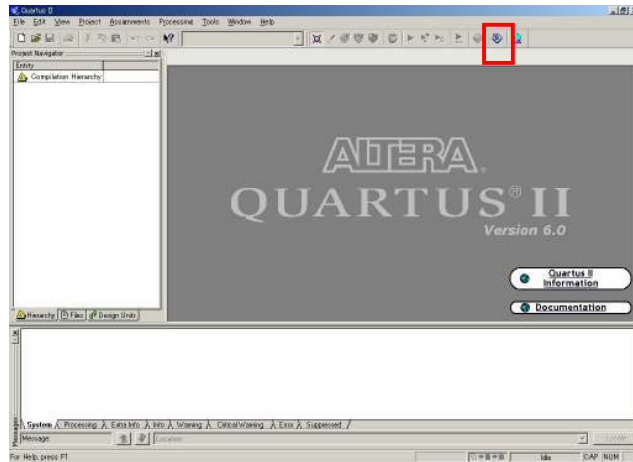 Quartus II
File Edit View Project Assignments Processing Tools Window Help
Project Navigator
Entity
Compilation Hierarchy
ALTERA
QUARTUS® II
Version 6.0
Quartus II
Information
Documentation
Hierarchy Files Design Units
System Processing Extra Info Info Warning Critical Warning Error Suppressed
Messages
Message: Location: Locate
For Help, press F1 Idle CAP NUM